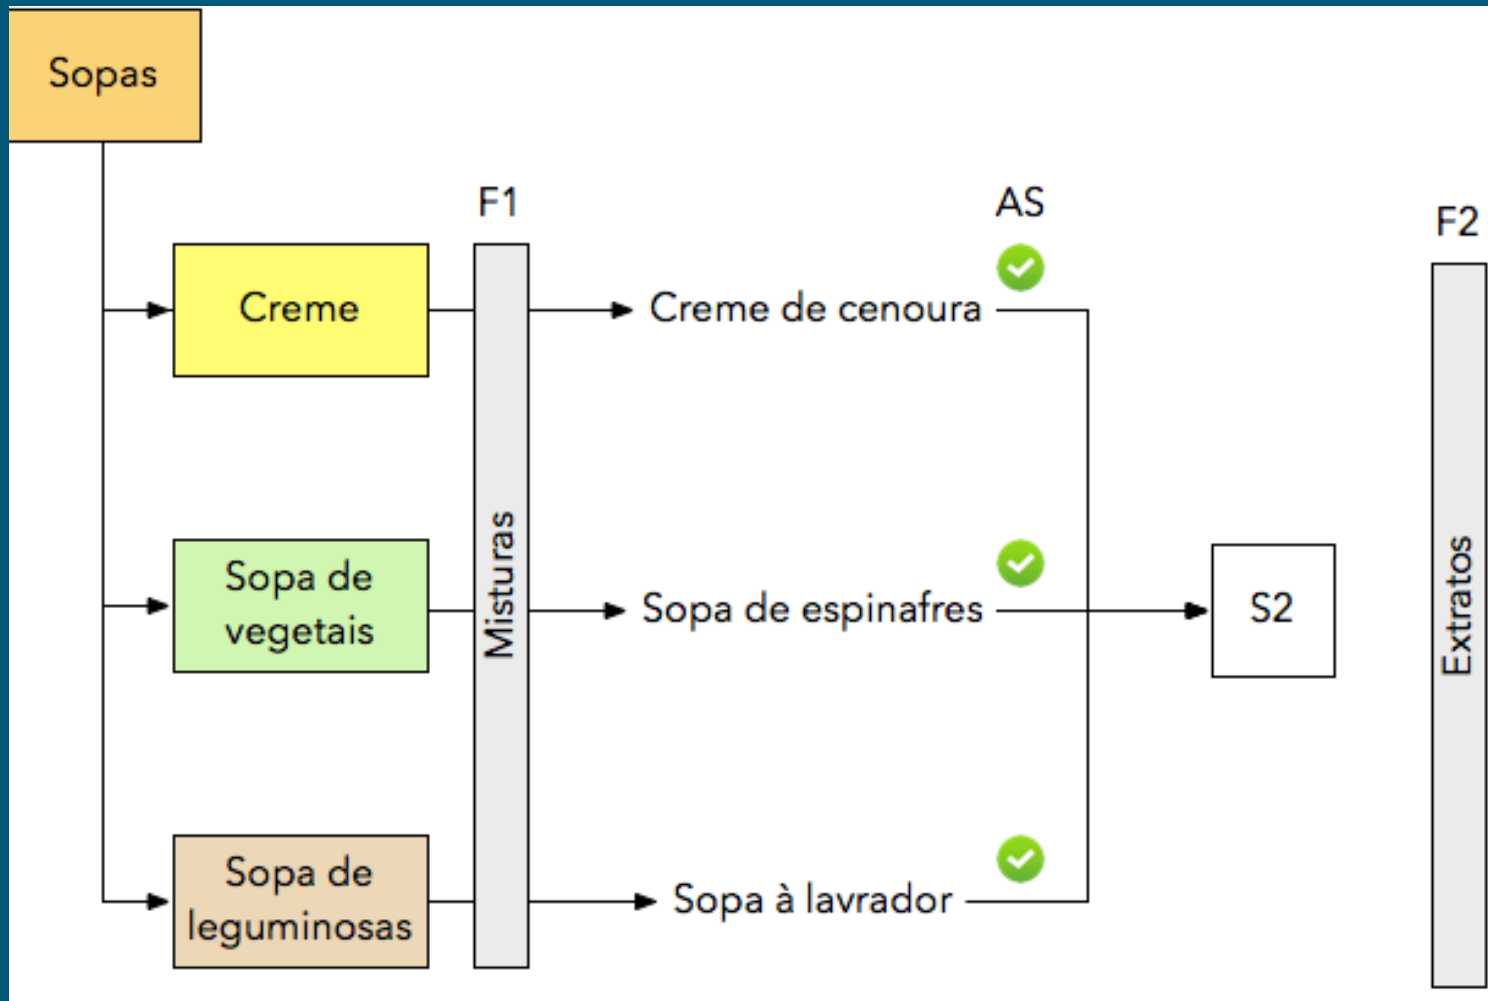 Sopas
F1
AS
F2
Creme
Creme de cenoura
Misturas
Sopa de
vegetais
Sopa de espinafres
S2
Extratos
Sopa de
leguminosas
Sopa à lavrador